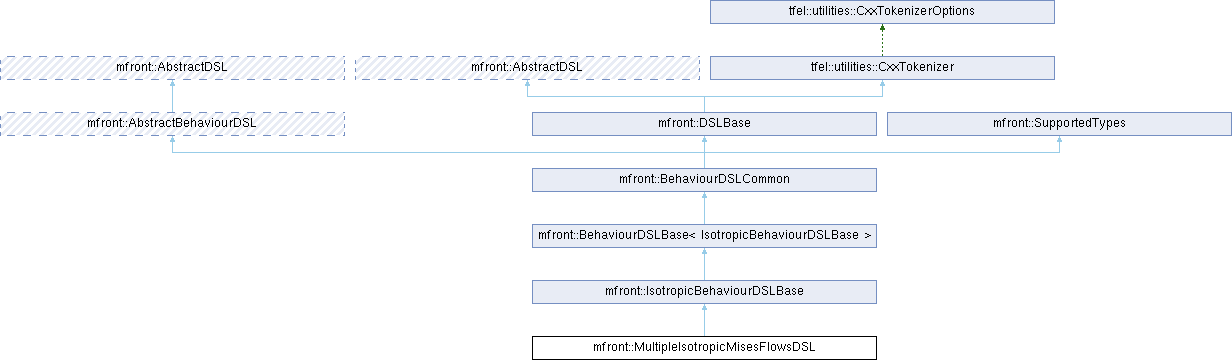 tfel::utilities::CxxTokenizerOptions
mfront::AbstractDSL
mfront::AbstractDSL
tfel::utilities::CxxTokenizer
mfront::AbstractBehaviourDSL
mfront::DSLBase
mfront::SupportedTypes
mfront::BehaviourDSLCommon
mfront::BehaviourDSLBase< IsotropicBehaviourDSLBase >
mfront::IsotropicBehaviourDSLBase
mfront::MultipleIsotropicMisesFlowsDSL